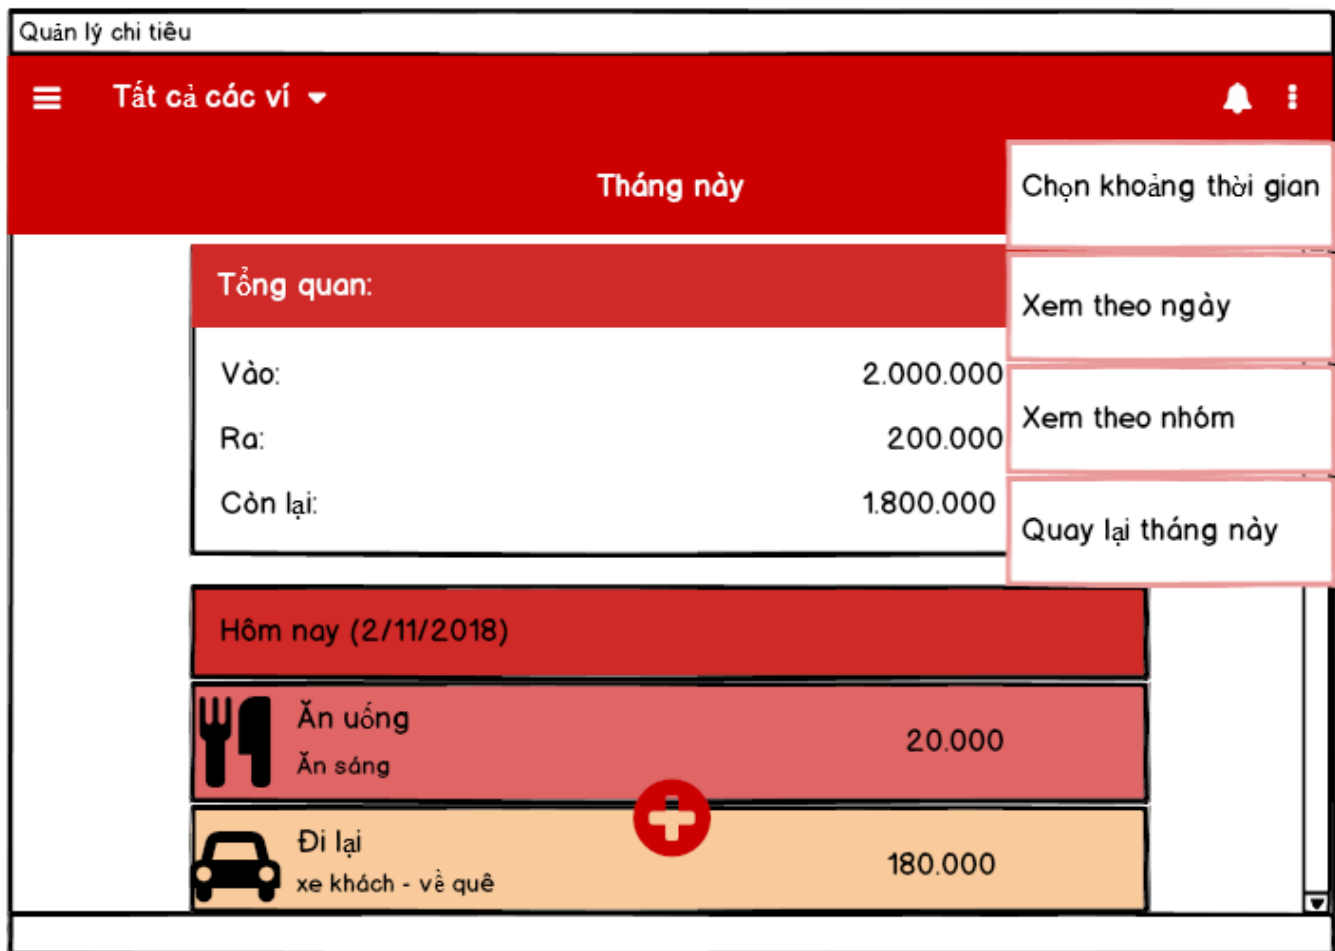 Quản lý chi tiêu
Tất cả các ví
Tháng này
Chọn khoảng thời gian
Xem theo ngày
Xem theo nhóm
Quay lại tháng này
Tổng quan:
Vào: 2.000.000
Ra: 200.000
Còn lại: 1.800.000
Hôm nay (2/11/2018)
Ăn uống
Ăn sáng
20.000
Đi lại
xe khách - về quê
180.000